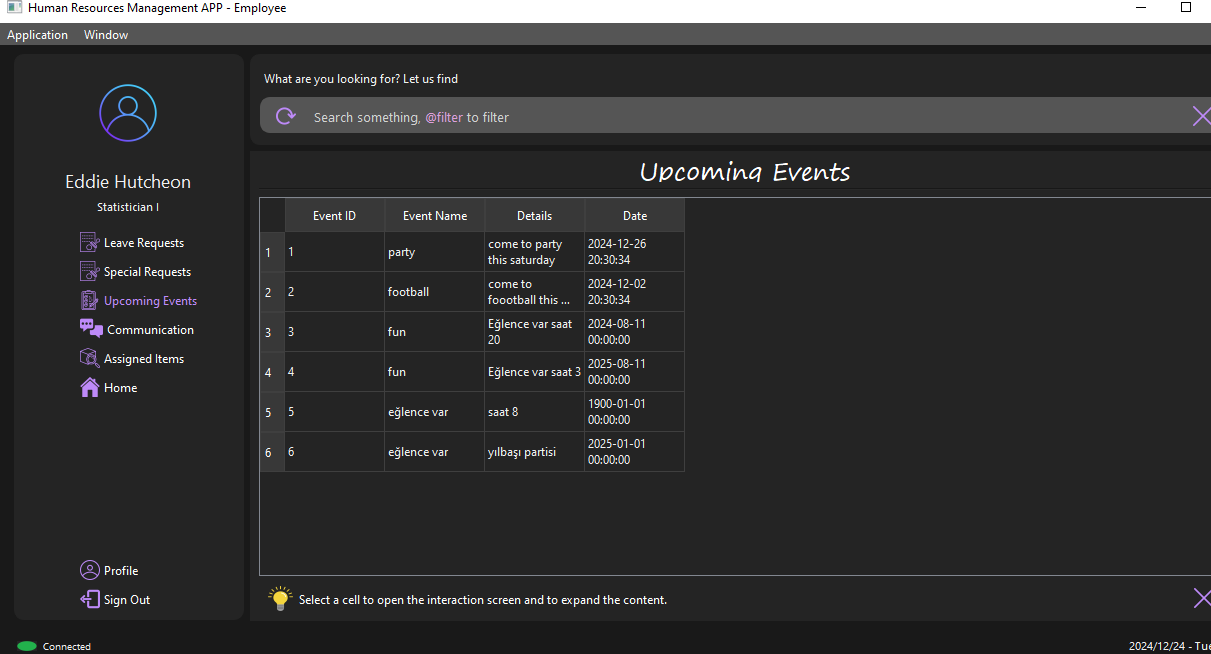 Human Resources Management APP - Employee
Application Window
Eddie Hutcheon
Statistician I
Leave Requests
Special Requests
Upcoming Events
Communication
Assigned Items
Home
Profile
Sign Out
What are you looking for? Let us find
Search something, @filter to filter
Upcoming Events
Event ID Event Name Details Date
1 1 party come to party this saturday 2024-12-26 20:30:34
2 2 football come to foootball this ... 2024-12-02 20:30:34
3 3 fun Eğlence var saat 20 2024-08-11 00:00:00
4 4 fun Eğlence var saat 3 2025-08-11 00:00:00
5 5 eğlence var saat 8 1900-01-01 00:00:00
6 6 eğlence var yılbaşı partisi 2025-01-01 00:00:00
Select a cell to open the interaction screen and to expand the content.
Connected
2024/12/24 - Tue